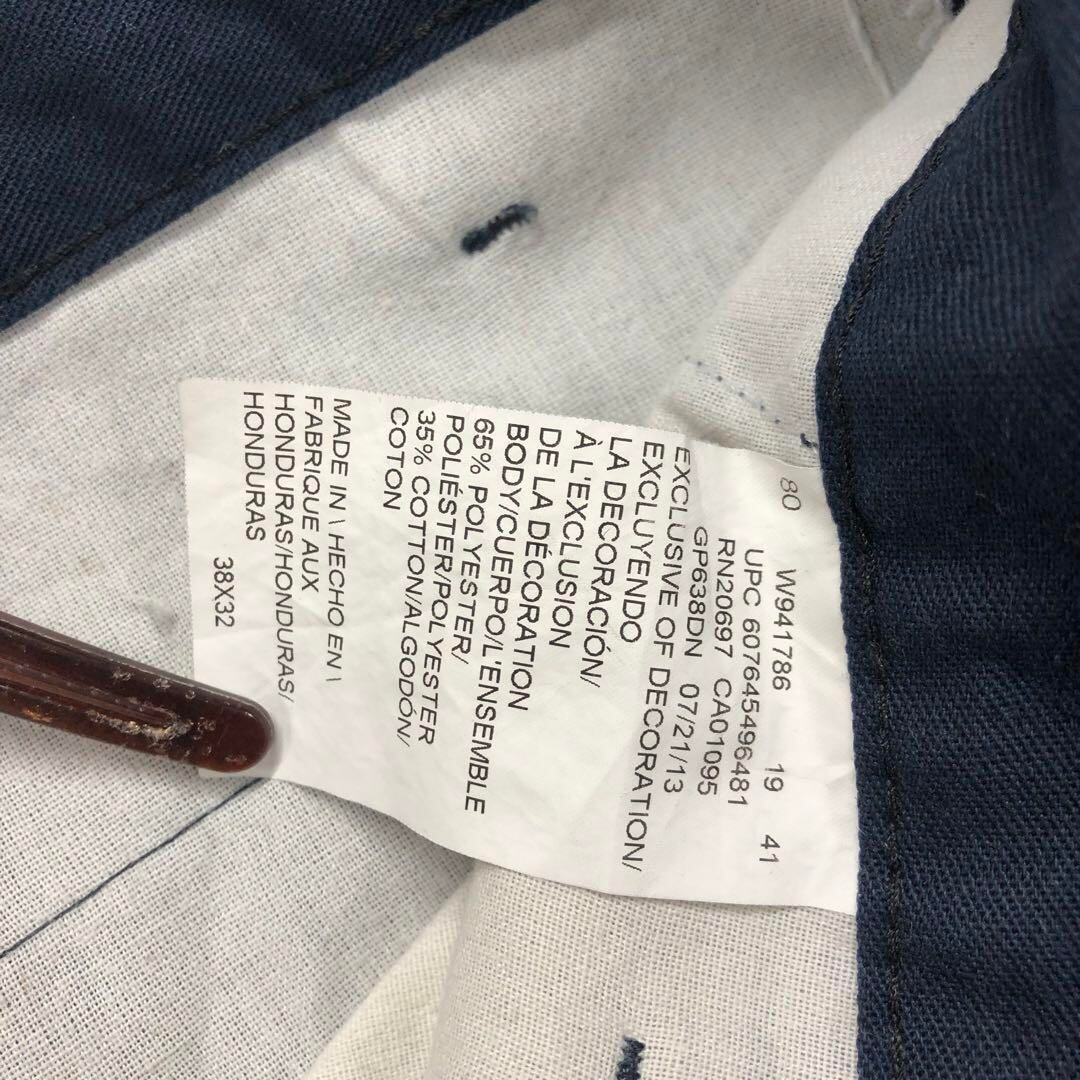 80 W941786 19 41
UPC 607645496481
RN20697 CA01095
GP638DN 07/21/13
EXCLUSIVE OF DECORATION/
EXCLUYENDO
LA DECORACIÓN/
À L'EXCLUSION
DE LA DÉCORATION
BODY/CUERPO/L'ENSEMBLE
65% POLYESTER/
POLIÉSTER/POLYESTER
35% COTTON/ALGODÓN/
COTON
MADE IN \ HECHO EN \
FABRIQUE AUX
HONDURAS/HONDURAS/
HONDURAS
38X32